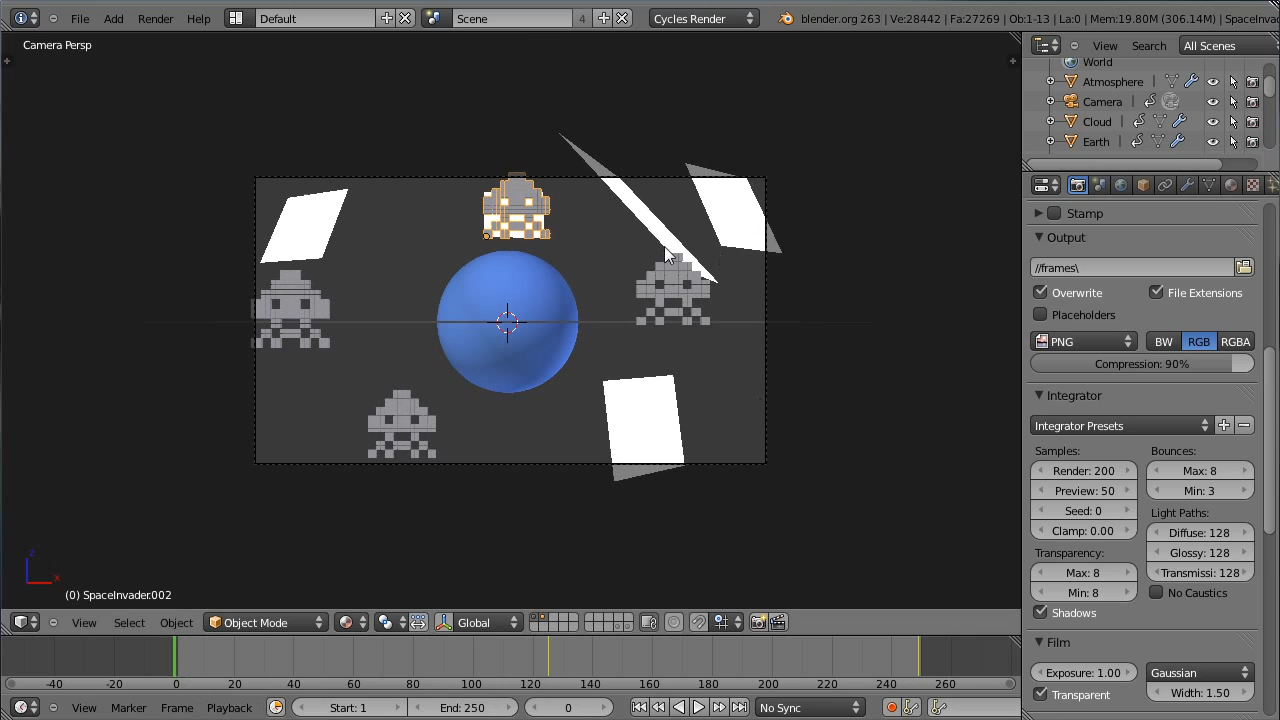 File Add Render Help Default Scene 4 Cycles Render blender.org 263 | Ve:28442 | Fa:27269 | Ob:1-13 | La:0 | Mem:19.80M (306.14M) | SpaceInva
Camera Persp
View Search All Scenes
World
Atmosphere
Camera
Cloud
Earth
Stamp
Output
//frames\
Overwrite File Extensions
Placeholders
PNG BW RGB RGBA
Compression: 90%
Integrator
Integrator Presets
Samples: Bounces:
Render: 200 Max: 8
Preview: 50 Min: 3
Seed: 0 Light Paths:
Clamp: 0.00 Diffuse: 128
Transparency: Glossy: 128
Max: 8 Transmissi: 128
Min: 8 No Caustics
Shadows
Film
Exposure: 1.00 Gaussian
Transparent Width: 1.50
z
x
(0) SpaceInvader.002
View Select Object Object Mode Global
-40 -20 0 20 40 60 80 100 120 140 160 180 200 220 240 260
View Marker Frame Playback Start: 1 End: 250 0 No Sync